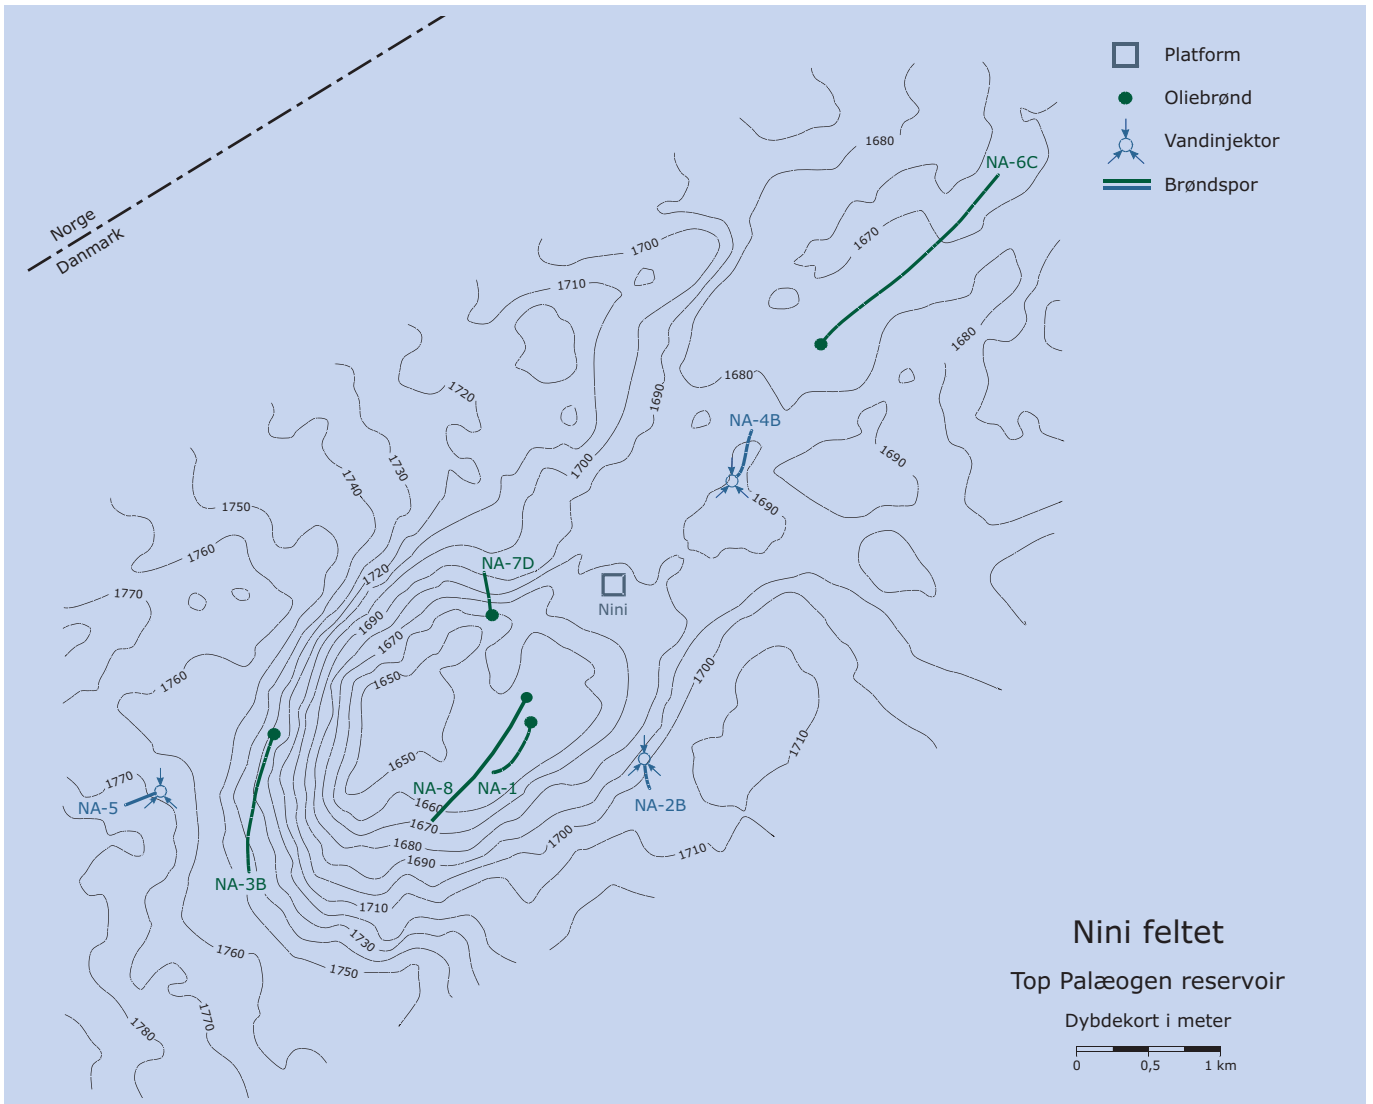 Platform
Oliebrønd
Vandinjektor
Brøndspor
Norge
Danmark
1680
NA-6C
1670
1700
1710
1680
1680
1720
1690
NA-4B
1690
1700
1730
1740
1690
1750
1760
1720
NA-7D
1770
Nini
1690
1670
1760
1650
1700
1710
1650
1770
NA-5
NA-8
NA-1
1660
NA-2B
1670
1700
1680
1690
1710
NA-3B
1710
1730
1760
1750
1770
1780
Nini feltet
Top Palæogen reservoir
Dybdekort i meter
0 0,5 1 km